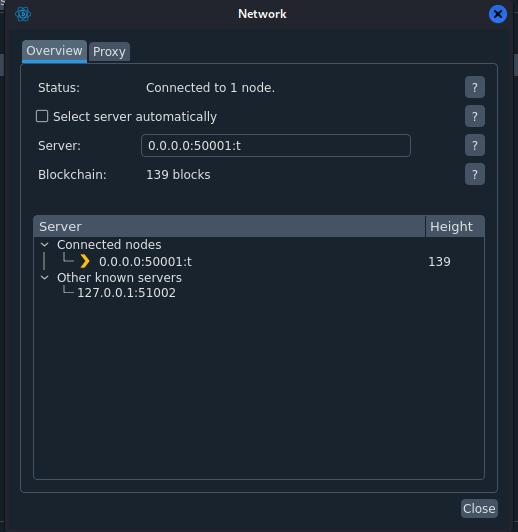 Network
Overview Proxy
Status: Connected to 1 node. ?
Select server automatically ?
Server: 0.0.0.0:50001:t ?
Blockchain: 139 blocks ?
Server Height
Connected nodes
0.0.0.0:50001:t 139
Other known servers
127.0.0.1:51002
Close